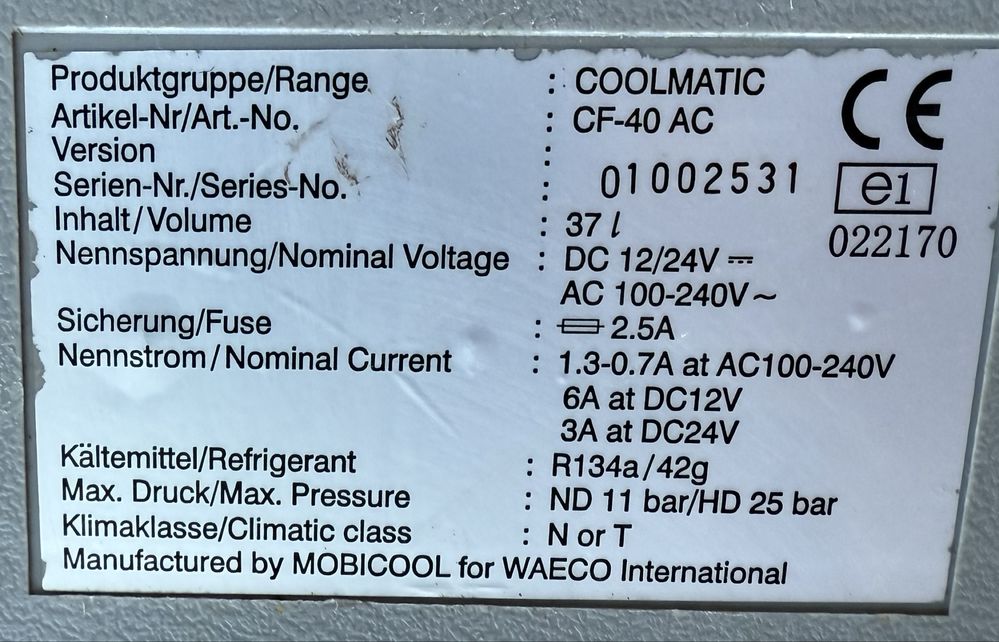 Produktgruppe/Range : COOLMATIC
Artikel-Nr/Art.-No. : CF-40 AC
Version :
Serien-Nr./Series-No. : 01002531
Inhalt/Volume : 37 l
Nennspannung/Nominal Voltage : DC 12/24V ⎓
AC 100-240V~
Sicherung/Fuse : 2.5A
Nennstrom/Nominal Current : 1.3-0.7A at AC100-240V
6A at DC12V
3A at DC24V
Kältemittel/Refrigerant : R134a/42g
Max. Druck/Max. Pressure : ND 11 bar/HD 25 bar
Klimaklasse/Climatic class : N or T
Manufactured by MOBICOOL for WAECO International
CE
e1
022170